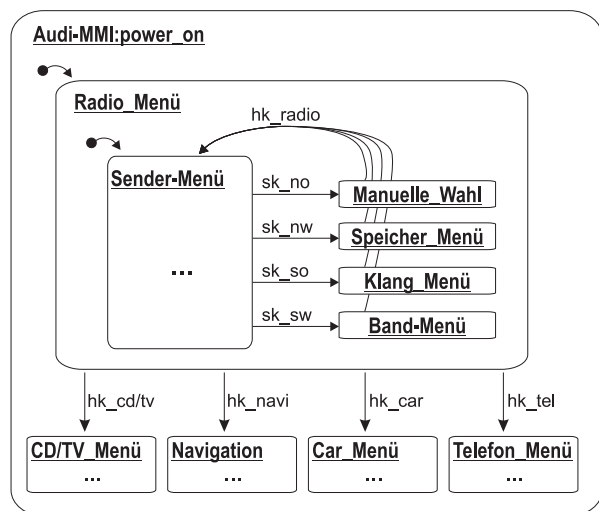 Audi-MMI:power_on
Radio_Menü
hk_radio
Sender-Menü
...
sk_no
Manuelle_Wahl
sk_nw
Speicher_Menü
sk_so
Klang_Menü
sk_sw
Band-Menü
hk_cd/tv
hk_navi
hk_car
hk_tel
CD/TV_Menü
...
Navigation
...
Car_Menü
...
Telefon_Menü
...